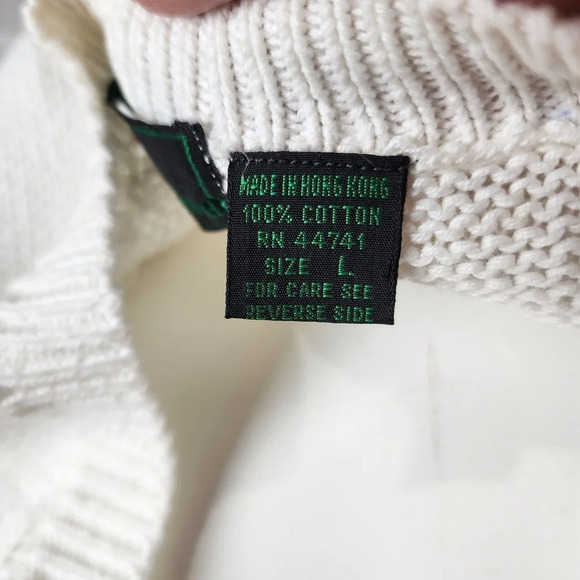 MADE IN HONG KONG
100% COTTON
RN 44741
SIZE L
FOR CARE SEE
REVERSE SIDE